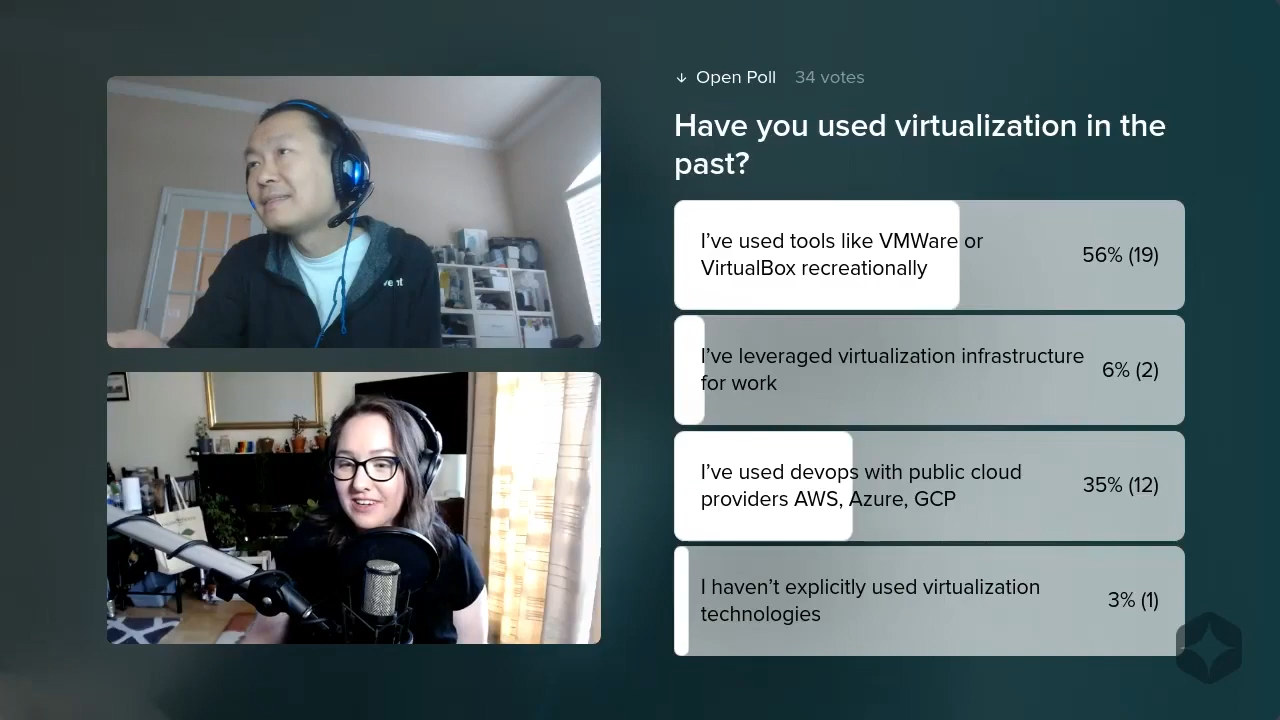 Open Poll 34 votes
Have you used virtualization in the
past?
I’ve used tools like VMWare or
VirtualBox recreationally
56% (19)
I’ve leveraged virtualization infrastructure
for work
6% (2)
I’ve used devops with public cloud
providers AWS, Azure, GCP
35% (12)
I haven’t explicitly used virtualization
technologies
3% (1)